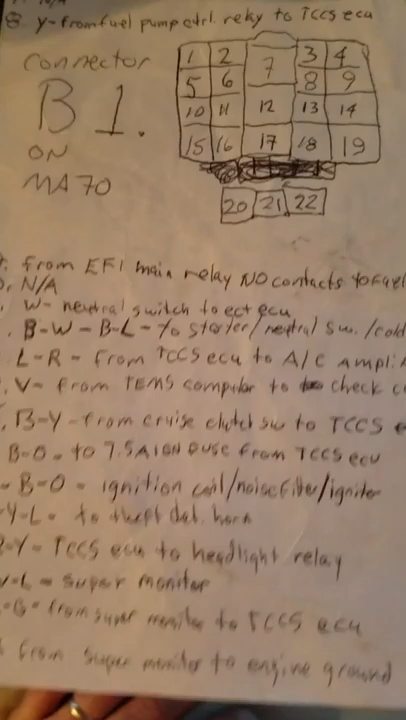 8. Y-from fuel pump ctrl. relay to TCCS ecu
connector
B1.
ON
MA70
1 2 7 3 4
5 6 8 9
10 11 12 13 14
15 16 17 18 19
20 21 22
from EFI main relay NO contacts to fuel
N/A
W- neutral switch to ect ecu
B-W - B-L - to starter/neutral sw./cold
L-R - from TCCS ecu to A/C ampli
V- from TEMS computer to check
B-Y- from cruise clutch sw to TCCS
B-O- to 7.5A IGN fuse from TCCS ecu
- B-O - ignition coil/noise filter/igniter
Y-L- to theft det. horn
-Y- TCCS ecu to headlight relay
-L- super monitor
-G- from super monitor to TCCS ecu
from super monitor to engine ground